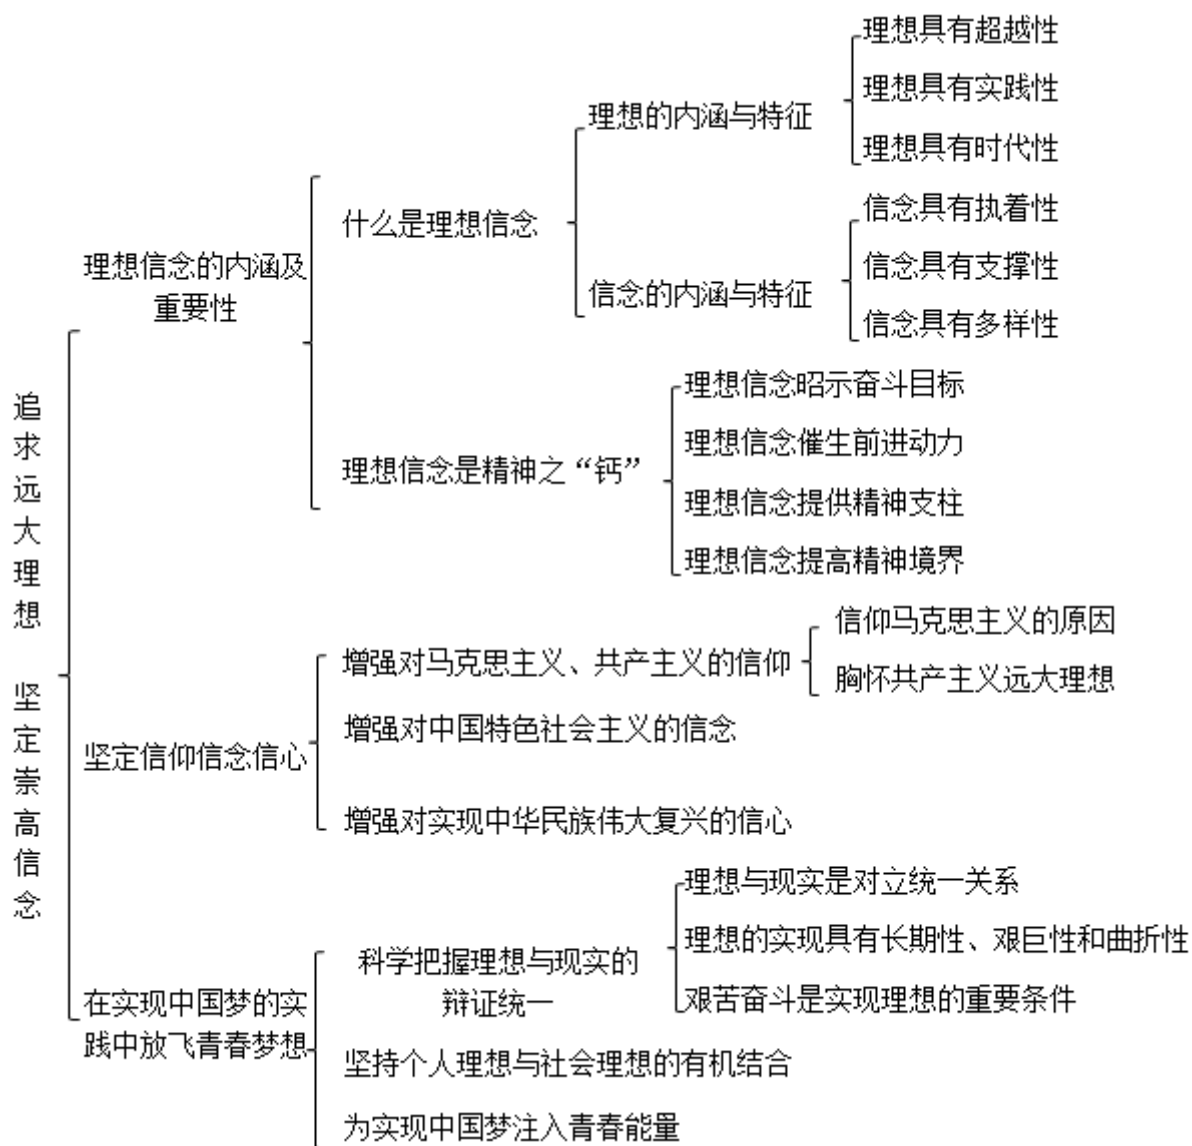 追求远大理想 坚定崇高信念
理想信念的内涵及
重要性
什么是理想信念
理想的内涵与特征
理想具有超越性
理想具有实践性
理想具有时代性
信念的内涵与特征
信念具有执着性
信念具有支撑性
信念具有多样性
理想信念是精神之“钙”
理想信念昭示奋斗目标
理想信念催生前进动力
理想信念提供精神支柱
理想信念提高精神境界
坚定信仰信念信心
增强对马克思主义、共产主义的信仰
信仰马克思主义的原因
胸怀共产主义远大理想
增强对中国特色社会主义的信念
增强对实现中华民族伟大复兴的信心
在实现中国梦的实
践中放飞青春梦想
科学把握理想与现实的
辩证统一
理想与现实是对立统一关系
理想的实现具有长期性、艰巨性和曲折性
艰苦奋斗是实现理想的重要条件
坚持个人理想与社会理想的有机结合
为实现中国梦注入青春能量